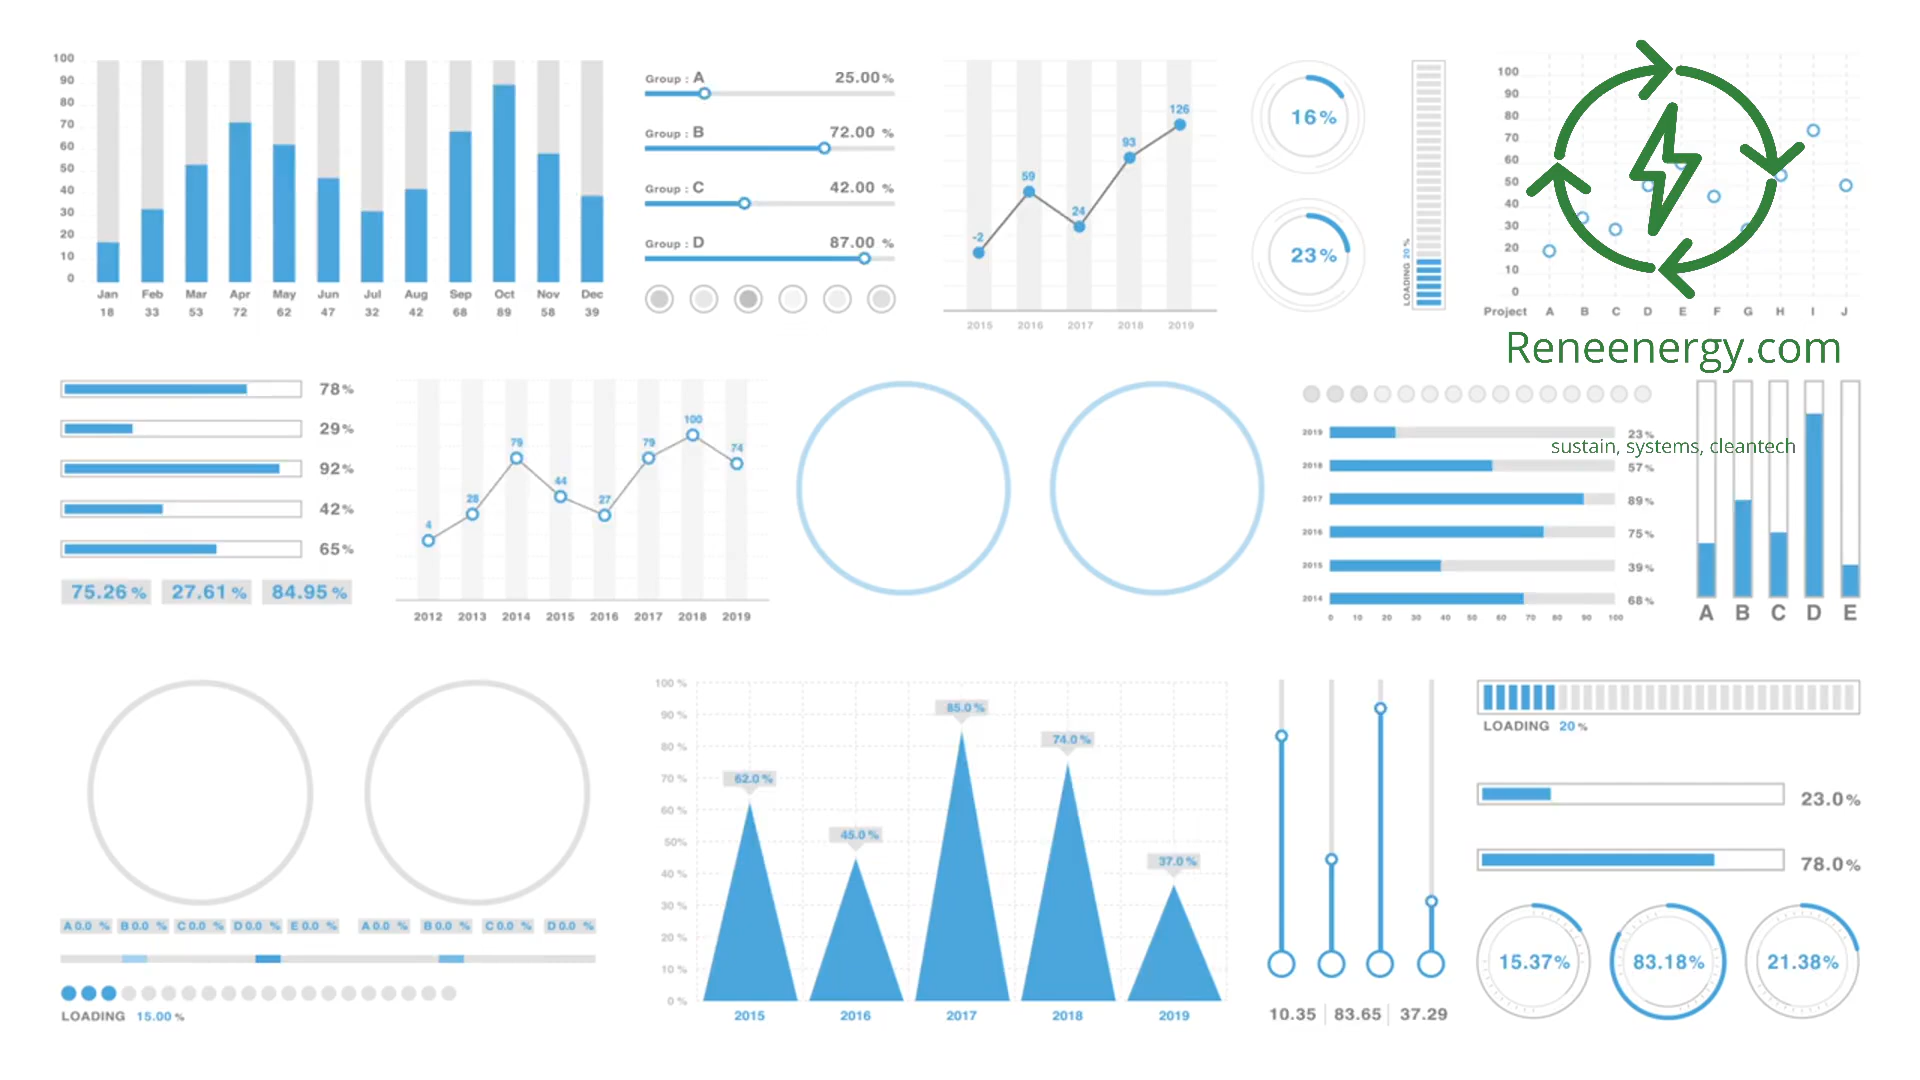 100
90
80
70
60
50
40
30
20
10
0
Jan Feb Mar Apr May Jun Jul Aug Sep Oct Nov Dec
18 33 53 72 62 47 32 42 68 89 58 39
Group : A 25.00 %
Group : B 72.00 %
Group : C 42.00 %
Group : D 87.00 %
-2 59 24 93 126
2015 2016 2017 2018 2019
16%
23%
LOADING 20 %
100
90
80
70
60
50
40
30
20
10
0
Project A B C D E F G H I J
Reneenergy.com
sustain, systems, cleantech
78%
29%
92%
42%
65%
75.26 % 27.61 % 84.95 %
4 28 79 44 27 79 100 74
2012 2013 2014 2015 2016 2017 2018 2019
2019 23%
2018 57%
2017 89%
2016 75%
2015 39%
2014 68%
0 10 20 30 40 50 60 70 80 90 100
A B C D E
A 0.0 % B 0.0 % C 0.0 % D 0.0 % E 0.0 %
A 0.0 % B 0.0 % C 0.0 % D 0.0 %
LOADING 15.00 %
100 %
90 %
80 %
70 %
60 %
50%
40 %
30 %
20 %
10 %
0 %
62.0 % 45.0 % 85.0 % 74.0 % 37.0 %
2015 2016 2017 2018 2019
10.35 83.65 37.29
LOADING 20 %
23.0%
78.0%
15.37% 83.18% 21.38%